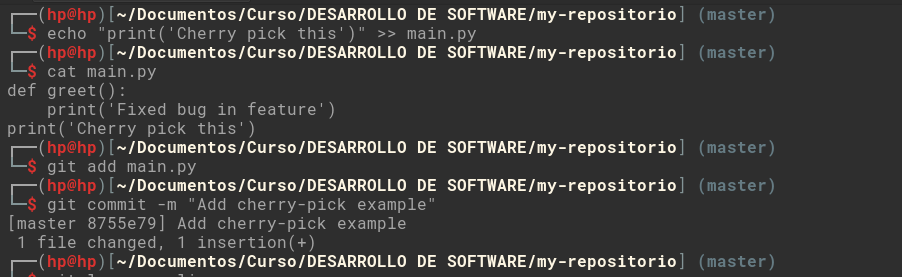 ┌──(hp@hp)[~/Documentos/Curso/DESARROLLO DE SOFTWARE/my-repositorio] (master)
└─$ echo "print('Cherry pick this')" >> main.py
┌──(hp@hp)[~/Documentos/Curso/DESARROLLO DE SOFTWARE/my-repositorio] (master)
└─$ cat main.py
def greet():
    print('Fixed bug in feature')
print('Cherry pick this')
┌──(hp@hp)[~/Documentos/Curso/DESARROLLO DE SOFTWARE/my-repositorio] (master)
└─$ git add main.py
┌──(hp@hp)[~/Documentos/Curso/DESARROLLO DE SOFTWARE/my-repositorio] (master)
└─$ git commit -m "Add cherry-pick example"
[master 8755e79] Add cherry-pick example
 1 file changed, 1 insertion(+)
┌──(hp@hp)[~/Documentos/Curso/DESARROLLO DE SOFTWARE/my-repositorio] (master)